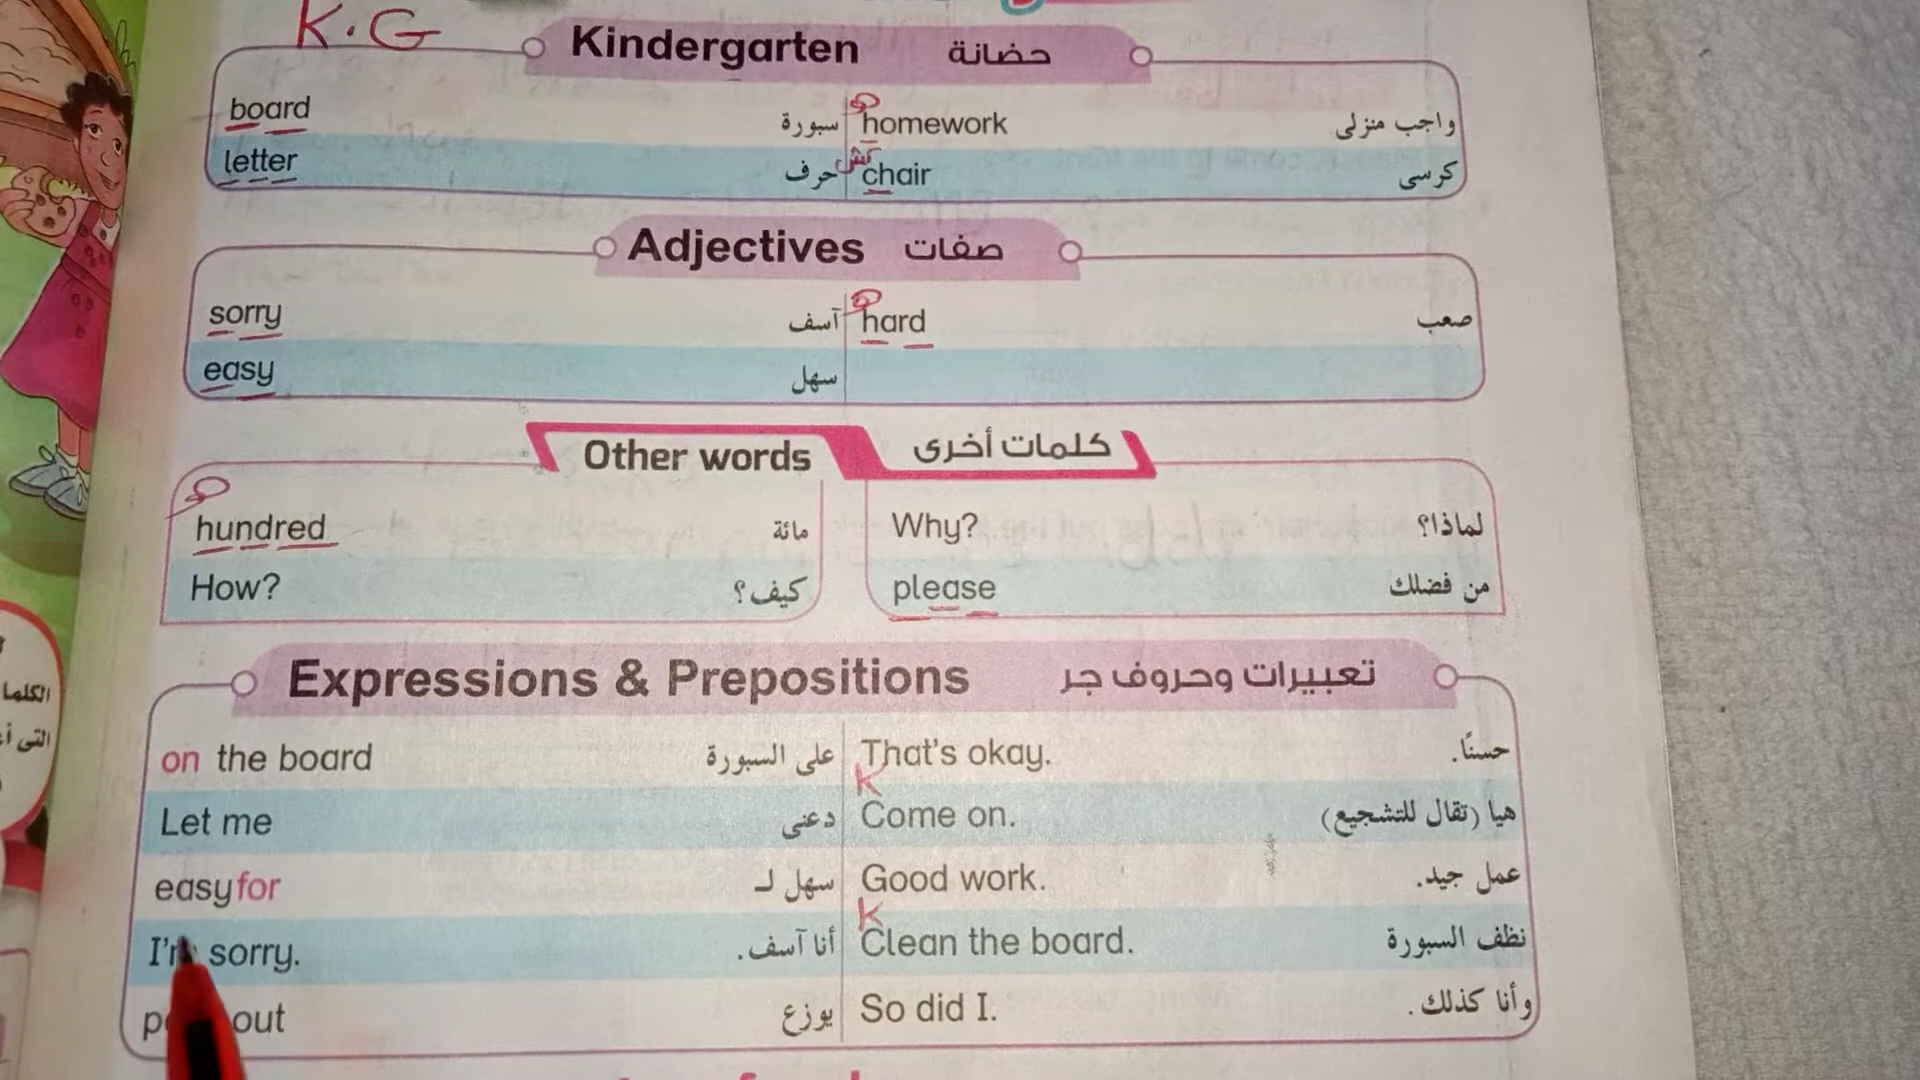 K.G
Kindergarten حضانة
board سبورة homework واجب منزلى
letter حرف chair كرسى
Adjectives صفات
sorry آسف hard صعب
easy سهل
Other words كلمات أخرى
hundred مائة Why? لماذا؟
How? كيف؟ please من فضلك
Expressions & Prepositions تعبيرات وحروف جر
on the board على السبورة That's okay. حسنًا.
K
Let me دعنى Come on. هيا (تقال للتشجيع)
easy for سهل لـ Good work. عمل جيد.
K
I'm sorry. أنا آسف. Clean the board. نظف السبورة
out يوزع So did I. وأنا كذلك.